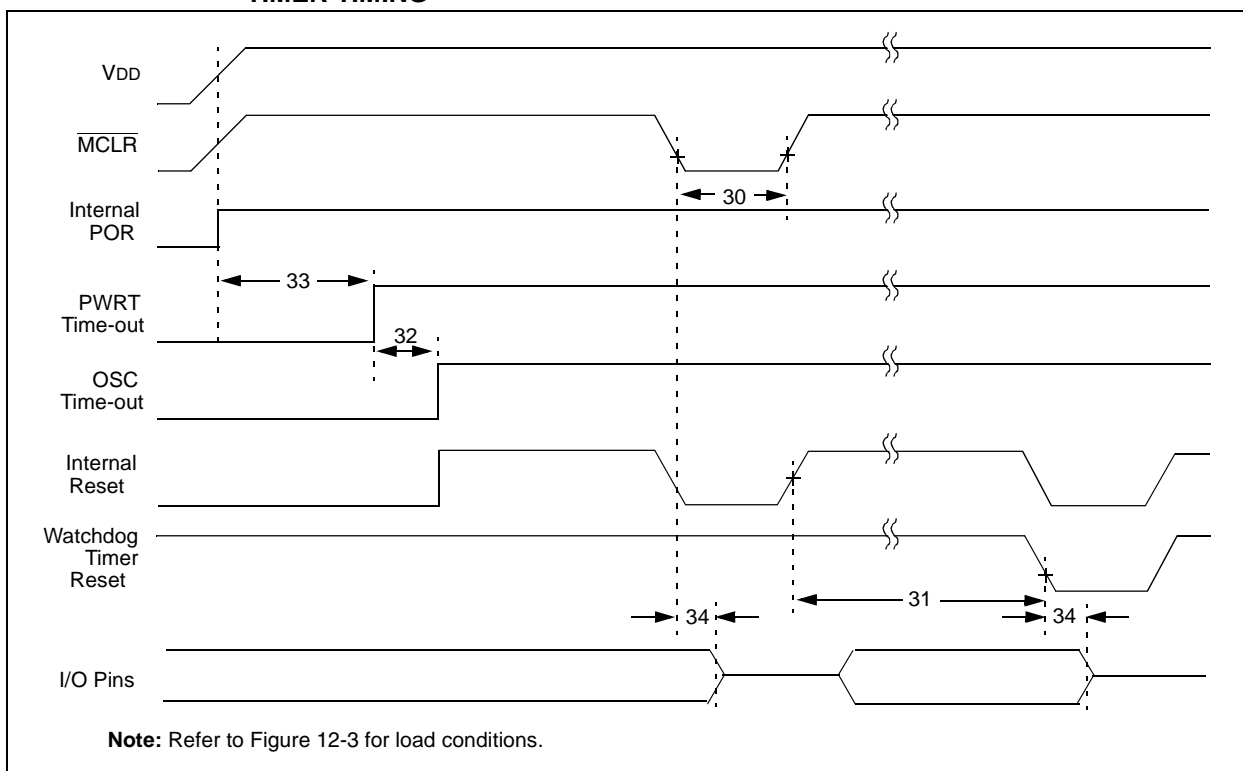 TIMER TIMING
VDD
MCLR
30
Internal
POR
33
PWRT
Time-out
32
OSC
Time-out
Internal
Reset
Watchdog
Timer
Reset
31
34
34
I/O Pins
Note: Refer to Figure 12-3 for load conditions.